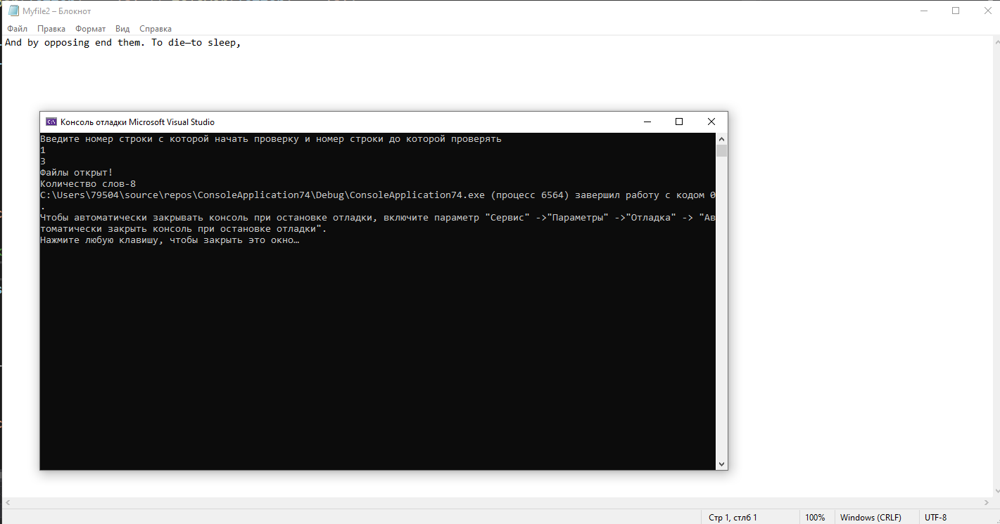 Myfile2 – Блокнот
Файл Правка Формат Вид Справка
And by opposing end them. To die—to sleep,
Консоль отладки Microsoft Visual Studio
Введите номер строки с которой начать проверку и номер строки до которой проверять
1
3
Файлы открыт!
Количество слов-8
C:\Users\79504\source\repos\ConsoleApplication74\Debug\ConsoleApplication74.exe (процесс 6564) завершил работу с кодом 0
.
Чтобы автоматически закрывать консоль при остановке отладки, включите параметр "Сервис" ->"Параметры" ->"Отладка" -> "Ав
томатически закрыть консоль при остановке отладки".
Нажмите любую клавишу, чтобы закрыть это окно…
Стр 1, стлб 1 100% Windows (CRLF) UTF-8